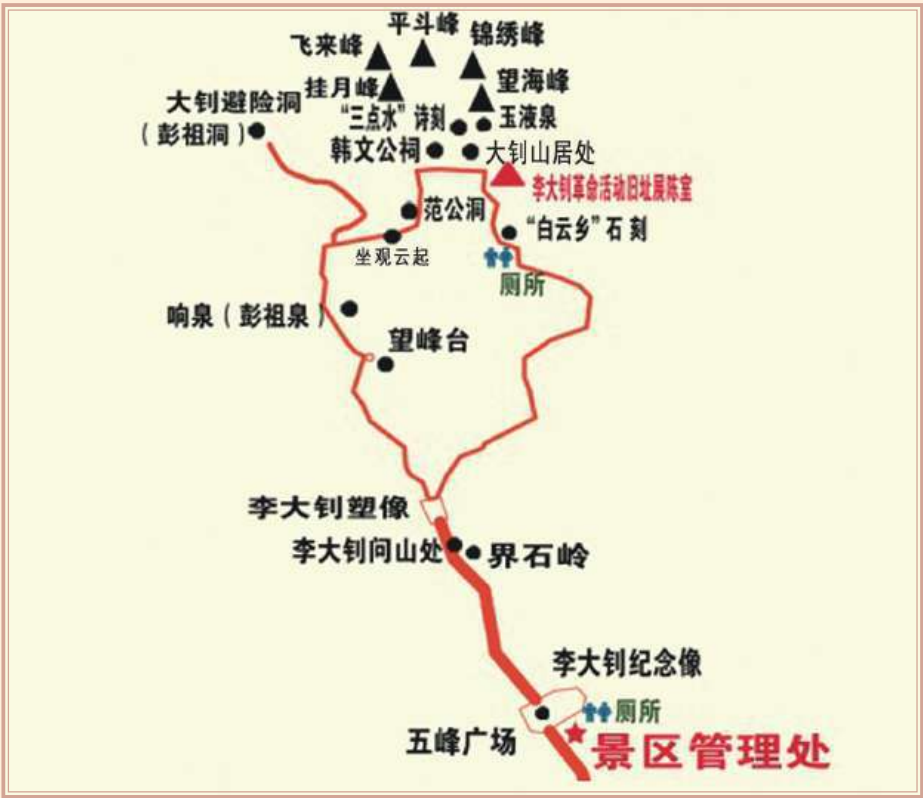 平斗峰
飞来峰
锦绣峰
挂月峰
望海峰
大钊避险洞
(彭祖洞)
“三点水”诗刻
玉液泉
韩文公祠
大钊山居处
李大钊革命活动旧址展陈室
范公洞
“白云乡”石 刻
坐观云起
厕所
响泉(彭祖泉)
望峰台
李大钊塑像
李大钊问山处
界石岭
李大钊纪念像
厕所
五峰广场
景区管理处